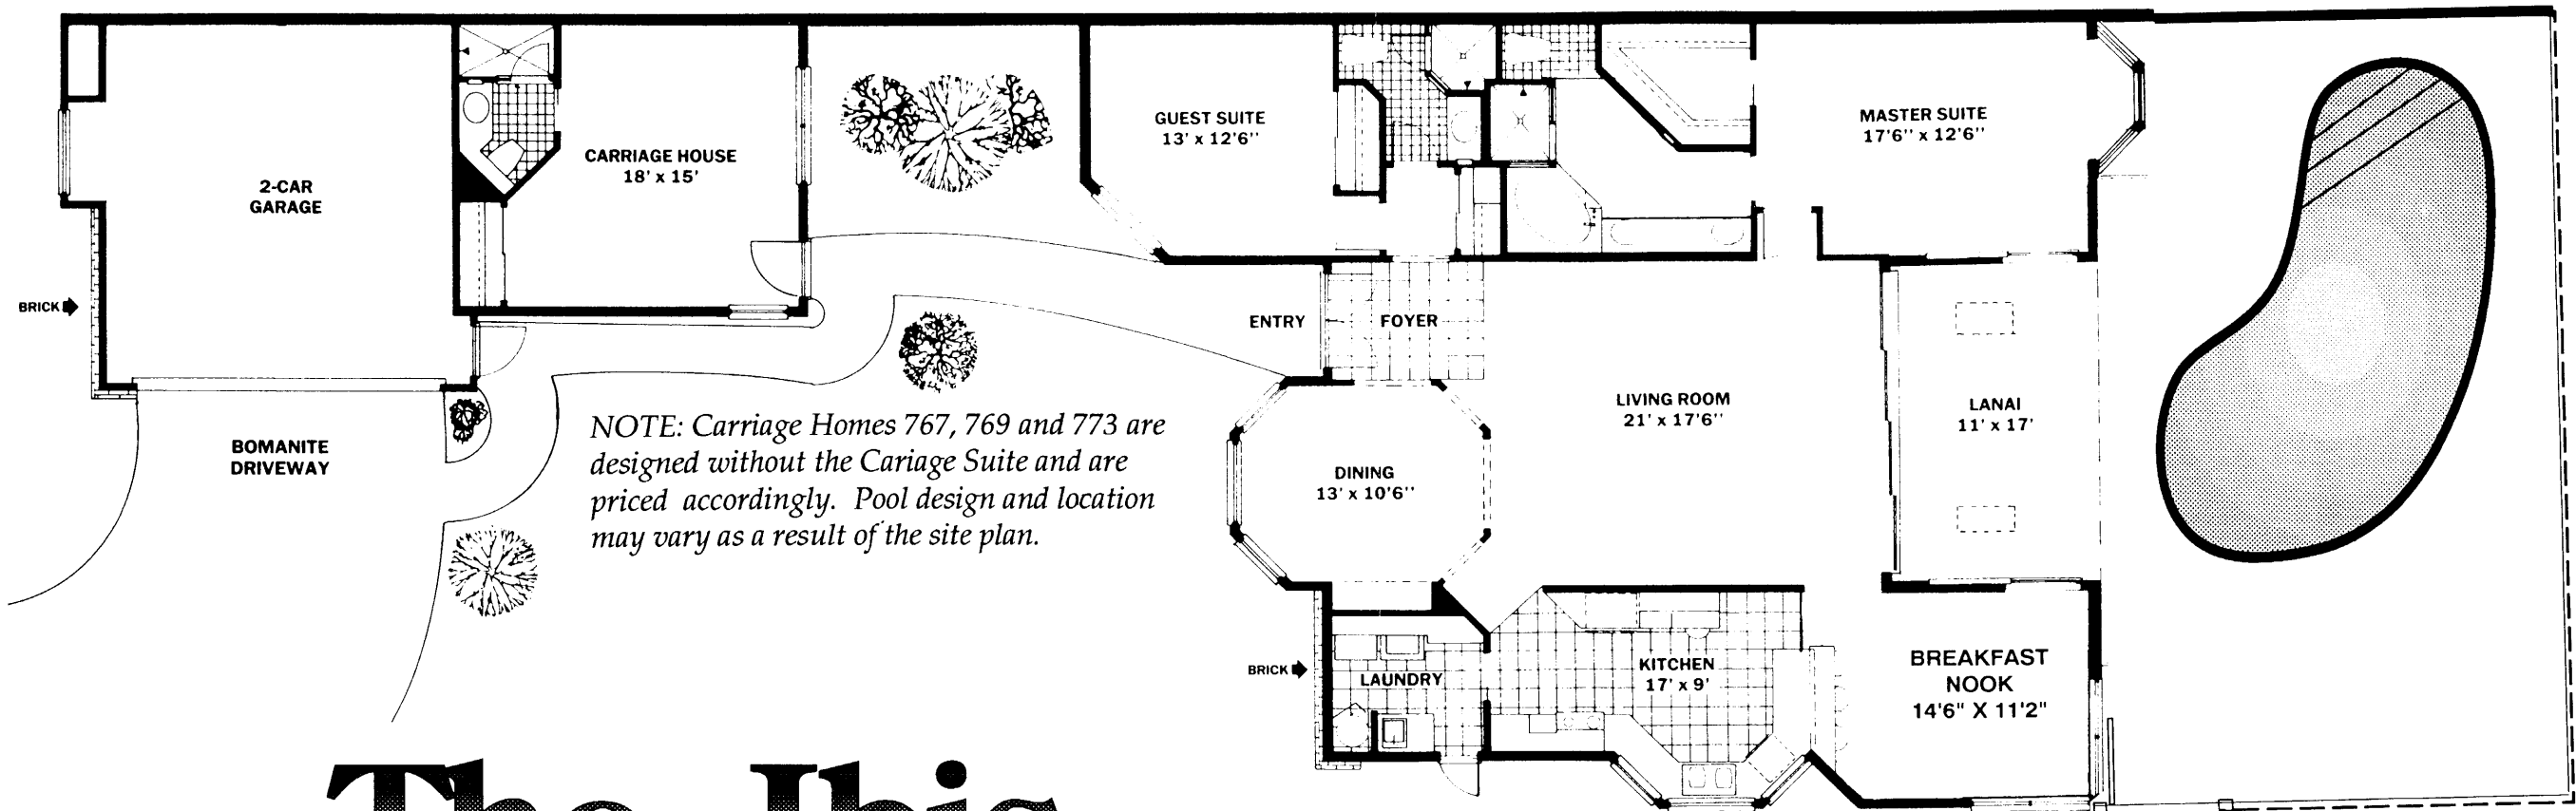 2-CAR
GARAGE
CARRIAGE HOUSE
18' x 15'
GUEST SUITE
13' x 12'6''
MASTER SUITE
17'6'' x 12'6''
BRICK
ENTRY
FOYER
LIVING ROOM
21' x 17'6''
LANAI
11' x 17'
BOMANITE
DRIVEWAY
NOTE: Carriage Homes 767, 769 and 773 are
designed without the Cariage Suite and are
priced accordingly. Pool design and location
may vary as a result of the site plan.
DINING
13' x 10'6''
BRICK
LAUNDRY
KITCHEN
17' x 9'
BREAKFAST
NOOK
14'6" X 11'2"
The Ibis